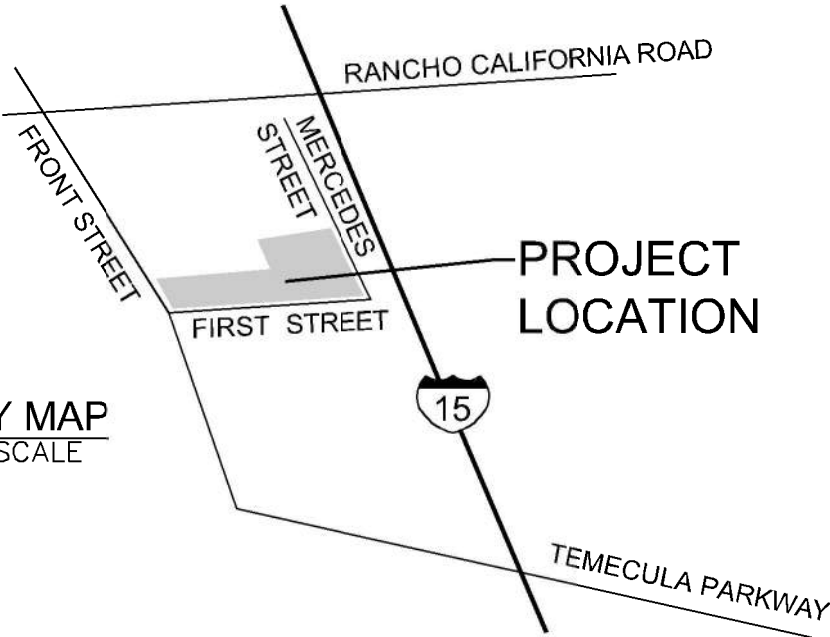 RANCHO CALIFORNIA ROAD
FRONT STREET
MERCEDES
STREET
PROJECT
LOCATION
FIRST STREET
15
Y MAP
SCALE
TEMECULA PARKWAY